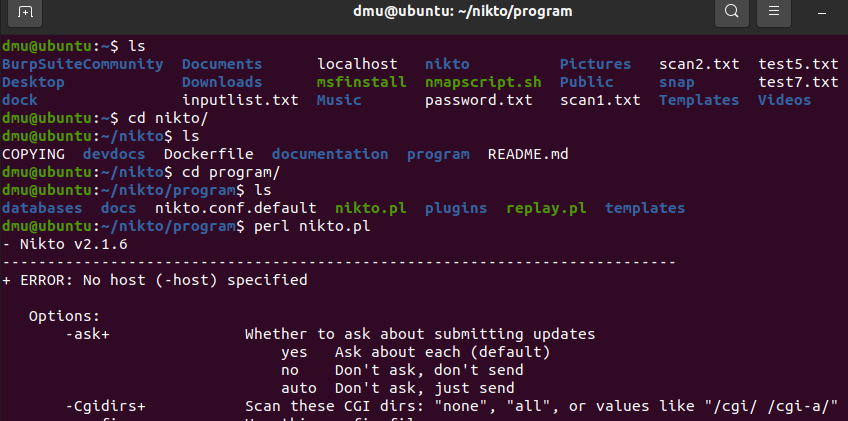 dmu@ubuntu: ~/nikto/program
dmu@ubuntu:~$ ls
BurpSuiteCommunity Documents localhost nikto Pictures scan2.txt test5.txt
Desktop Downloads msfinstall nmapscript.sh Public snap test7.txt
dock inputlist.txt Music password.txt scan1.txt Templates Videos
dmu@ubuntu:~$ cd nikto/
dmu@ubuntu:~/nikto$ ls
COPYING devdocs Dockerfile documentation program README.md
dmu@ubuntu:~/nikto$ cd program/
dmu@ubuntu:~/nikto/program$ ls
databases docs nikto.conf.default nikto.pl plugins replay.pl templates
dmu@ubuntu:~/nikto/program$ perl nikto.pl
- Nikto v2.1.6
---------------------------------------------------------------------------
+ ERROR: No host (-host) specified
Options:
-ask+ Whether to ask about submitting updates
yes Ask about each (default)
no Don't ask, don't send
auto Don't ask, just send
-Cgidirs+ Scan these CGI dirs: "none", "all", or values like "/cgi/ /cgi-a/"